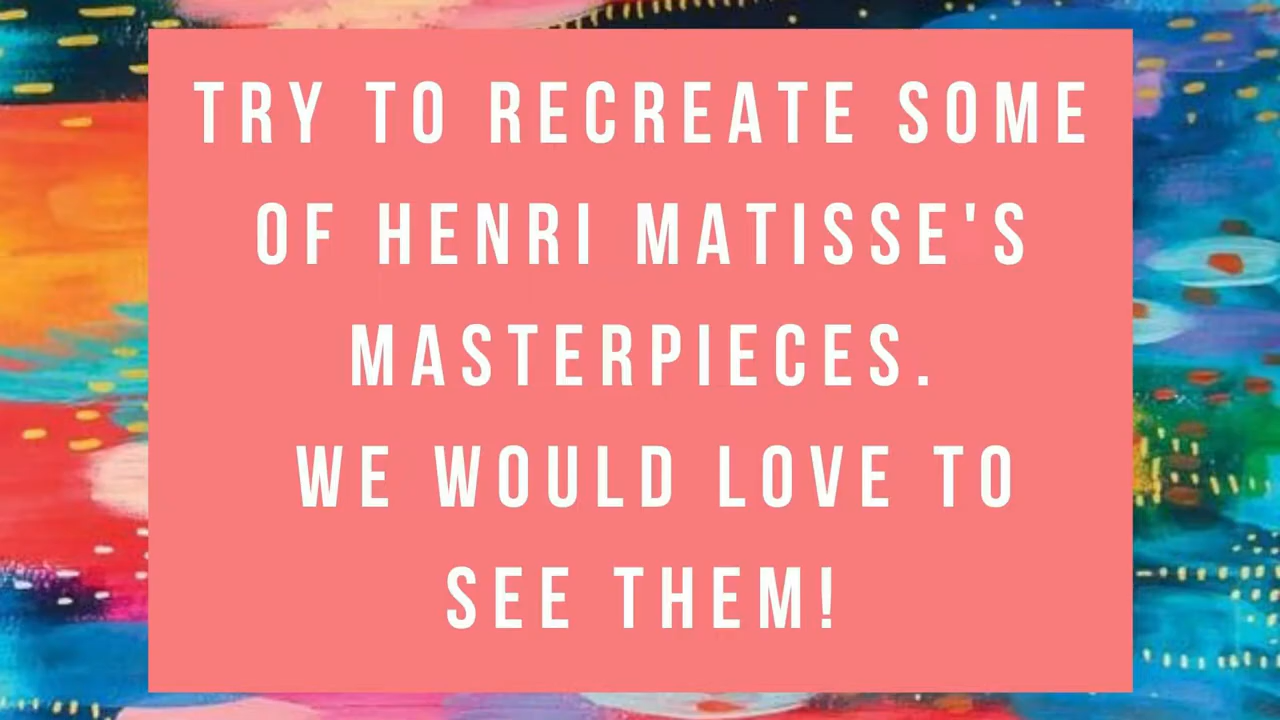 TRY TO RECREATE SOME
OF HENRI MATISSE'S
MASTERPIECES.
WE WOULD LOVE TO
SEE THEM!